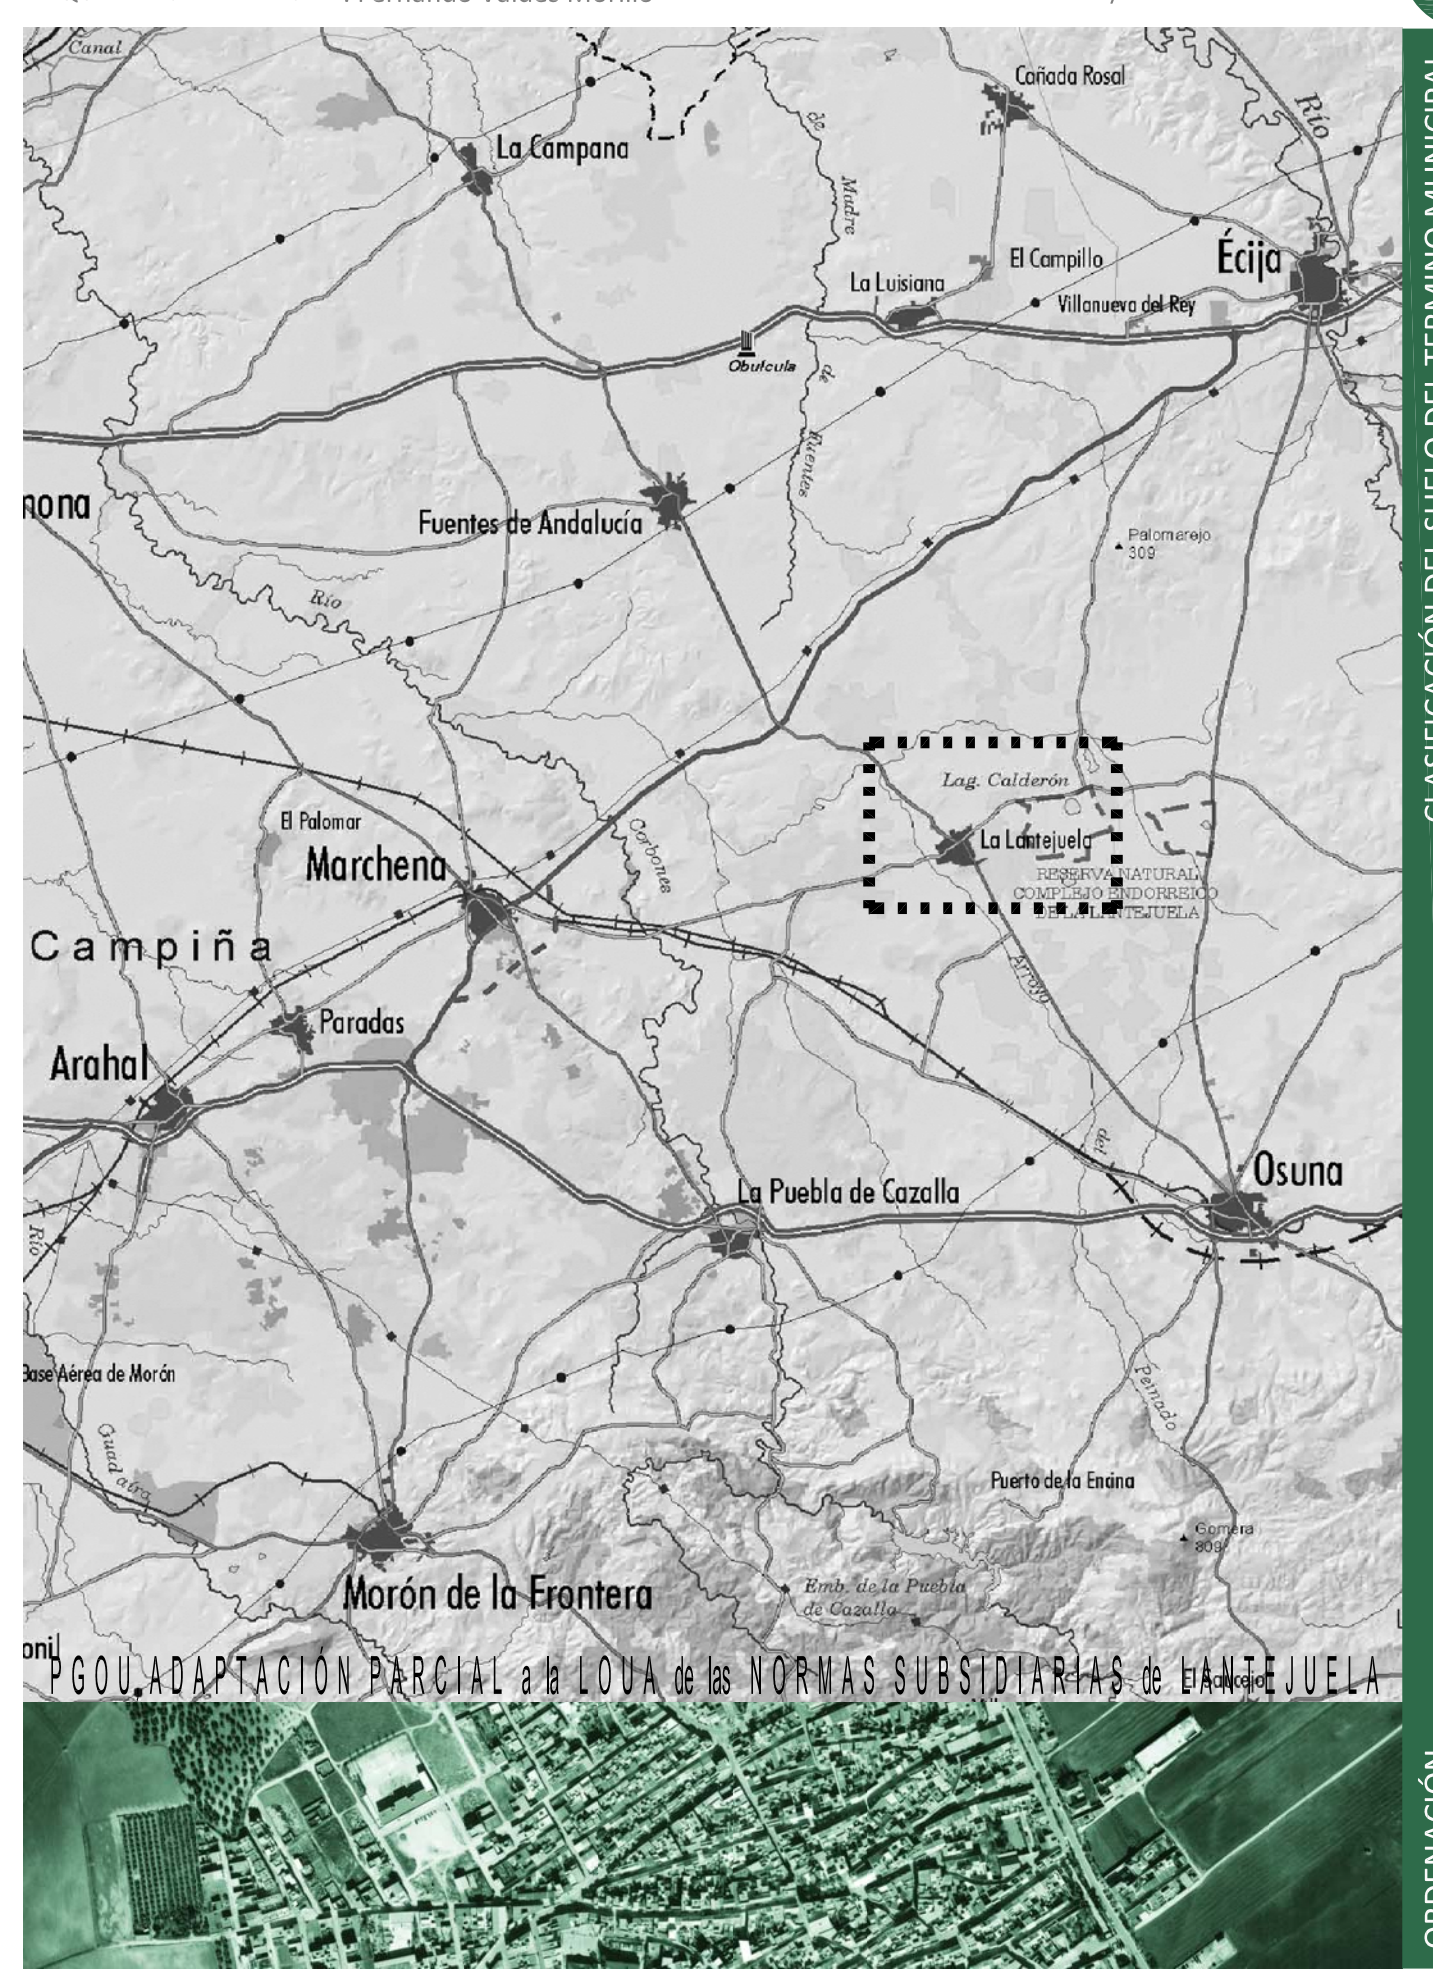 Canal
Cañada Rosal
Río
La Campana
de
Madre
Écija
El Campillo
La Luisiana
Villanueva del Rey
Obulcula
de
Fuentes
nona
Fuentes de Andalucía
Palomarejo
309
Río
Lag. Calderón
El Palomar
La Lantejuela
Corbones
Marchena
RESERVA NATURAL
COMPLEJO ENDORREICO
DE LA LANTEJUELA
Campiña
Arroyo
Paradas
Arahal
del
Osuna
La Puebla de Cazalla
Río
Base Aérea de Morón
Peinado
Guadaira
Puerto de la Encina
Gomera
809
Morón de la Frontera
Emb. de la Puebla
de Cazalla
onil
El Saucejo
PGOU, ADAPTACIÓN PARCIAL a la LOUA de las NORMAS SUBSIDIARIAS de LANTEJUELA
CLASIFICACIÓN DEL SUELO DEL TERMINO MUNICIPAL
ORDENACIÓN